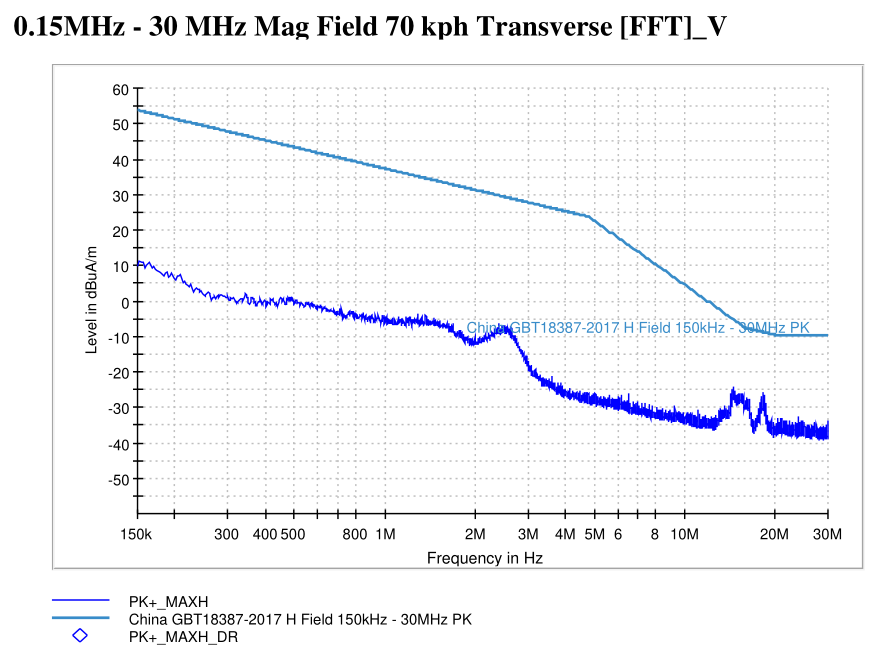 0.15MHz - 30 MHz Mag Field 70 kph Transverse [FFT]_V
60
50
40
30
20
10
0
-10
-20
-30
-40
-50
Level in dBuA/m
China GBT18387-2017 H Field 150kHz - 30MHz PK
150k 300 400 500 800 1M 2M 3M 4M 5M 6 8 10M 20M 30M
Frequency in Hz
PK+_MAXH
China GBT18387-2017 H Field 150kHz - 30MHz PK
PK+_MAXH_DR